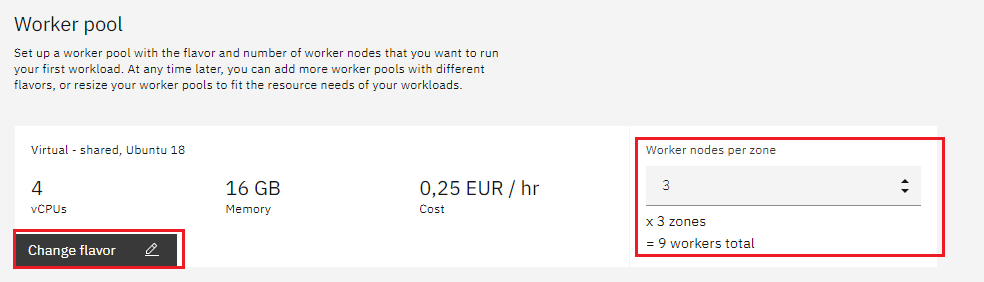 Worker pool
Set up a worker pool with the flavor and number of worker nodes that you want to run
your first workload. At any time later, you can add more worker pools with different
flavors, or resize your worker pools to fit the resource needs of your workloads.
Virtual - shared, Ubuntu 18
4
vCPUs
16 GB
Memory
0,25 EUR / hr
Cost
Change flavor
Worker nodes per zone
3
x 3 zones
= 9 workers total